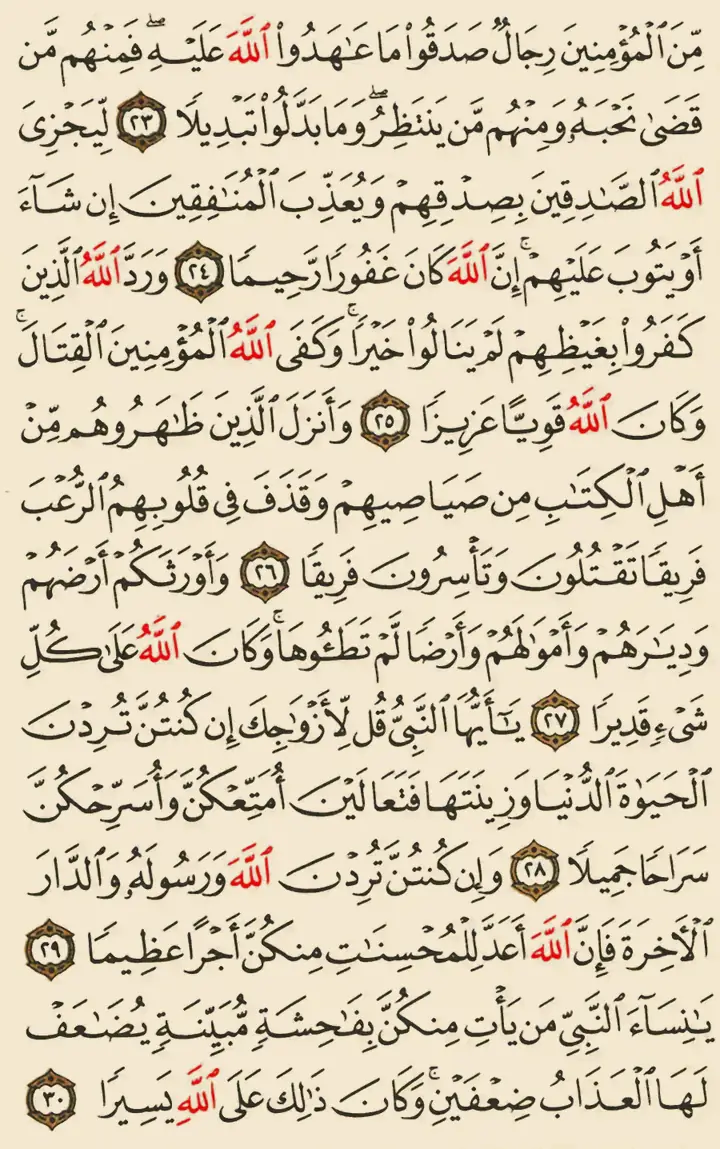 مِّنَ ٱلْمُؤْمِنِينَ رِجَالٌ صَدَقُوا۟ مَا عَـٰهَدُوا۟ ٱللَّهَ عَلَيْهِ ۖ فَمِنْهُم مَّن
قَضَىٰ نَحْبَهُۥ وَمِنْهُم مَّن يَنتَظِرُ ۖ وَمَا بَدَّلُوا۟ تَبْدِيلًا ٢٣ لِّيَجْزِىَ
ٱللَّهُ ٱلصَّـٰدِقِينَ بِصِدْقِهِمْ وَيُعَذِّبَ ٱلْمُنَـٰفِقِينَ إِن شَآءَ
أَوْ يَتُوبَ عَلَيْهِمْ ۚ إِنَّ ٱللَّهَ كَانَ غَفُورًا رَّحِيمًا ٢٤ وَرَدَّ ٱللَّهُ ٱلَّذِينَ
كَفَرُوا۟ بِغَيْظِهِمْ لَمْ يَنَالُوا۟ خَيْرًا ۚ وَكَفَى ٱللَّهُ ٱلْمُؤْمِنِينَ ٱلْقِتَالَ ۚ
وَكَانَ ٱللَّهُ قَوِيًّا عَزِيزًا ٢٥ وَأَنزَلَ ٱلَّذِينَ ظَـٰهَرُوهُم مِّنْ
أَهْلِ ٱلْكِتَـٰبِ مِن صَيَاصِيهِمْ وَقَذَفَ فِى قُلُوبِهِمُ ٱلرُّعْبَ
فَرِيقًا تَقْتُلُونَ وَتَأْسِرُونَ فَرِيقًا ٢٦ وَأَوْرَثَكُمْ أَرْضَهُمْ
وَدِيَـٰرَهُمْ وَأَمْوَٰلَهُمْ وَأَرْضًا لَّمْ تَطَـُٔوهَا ۚ وَكَانَ ٱللَّهُ عَلَىٰ كُلِّ
شَىْءٍ قَدِيرًا ٢٧ يَـٰٓأَيُّهَا ٱلنَّبِىُّ قُل لِّأَزْوَٰجِكَ إِن كُنتُنَّ تُرِدْنَ
ٱلْحَيَوٰةَ ٱلدُّنْيَا وَزِينَتَهَا فَتَعَالَيْنَ أُمَتِّعْكُنَّ وَأُسَرِّحْكُنَّ
سَرَاحًا جَمِيلًا ٢٨ وَإِن كُنتُنَّ تُرِدْنَ ٱللَّهَ وَرَسُولَهُۥ وَٱلدَّارَ
ٱلْـَٔاخِرَةَ فَإِنَّ ٱللَّهَ أَعَدَّ لِلْمُحْسِنَـٰتِ مِنكُنَّ أَجْرًا عَظِيمًا ٢٩
يَـٰنِسَآءَ ٱلنَّبِىِّ مَن يَأْتِ مِنكُنَّ بِفَـٰحِشَةٍ مُّبَيِّنَةٍ يُضَـٰعَفْ
لَهَا ٱلْعَذَابُ ضِعْفَيْنِ ۚ وَكَانَ ذَٰلِكَ عَلَى ٱللَّهِ يَسِيرًا ٣٠